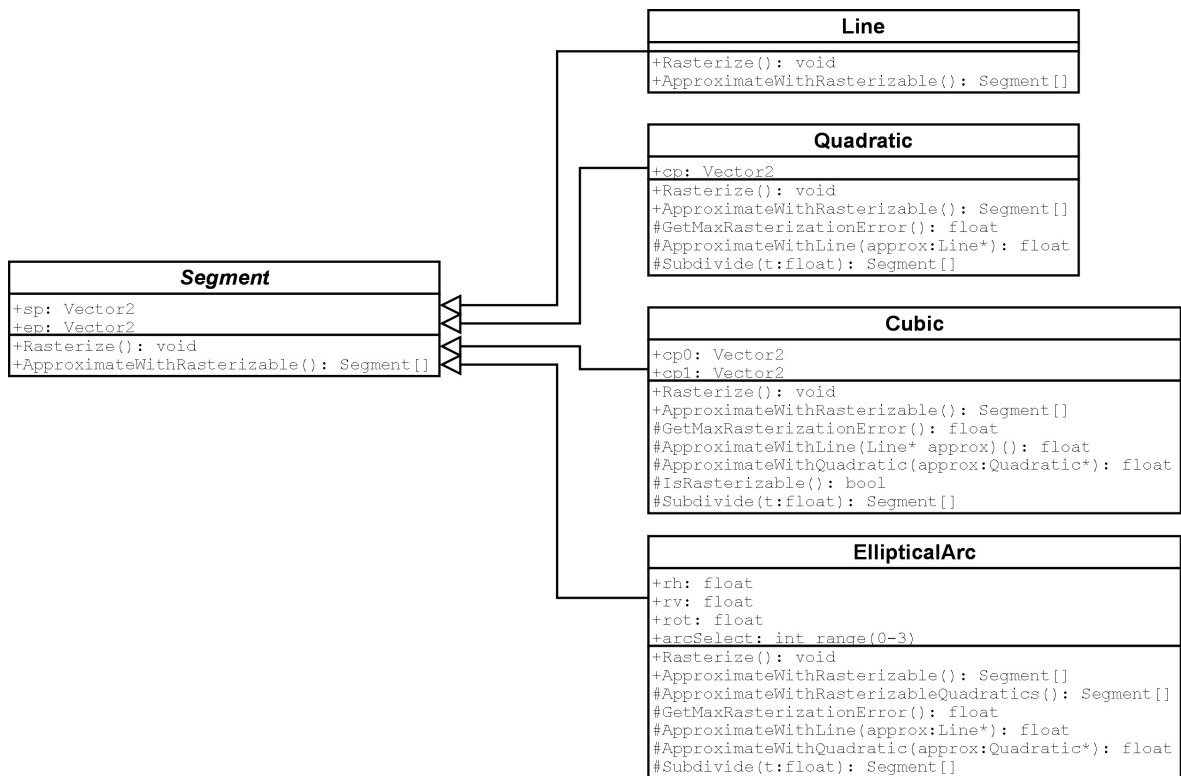 Line
+Rasterize(): void
+ApproximateWithRasterizable(): Segment[]
Quadratic
+cp: Vector2
+Rasterize(): void
+ApproximateWithRasterizable(): Segment[]
#GetMaxRasterizationError(): float
#ApproximateWithLine(approx:Line*): float
#Subdivide(t:float): Segment[]
Segment
+sp: Vector2
+ep: Vector2
+Rasterize(): void
+ApproximateWithRasterizable(): Segment[]
Cubic
+cp0: Vector2
+cp1: Vector2
+Rasterize(): void
+ApproximateWithRasterizable(): Segment[]
#GetMaxRasterizationError(): float
#ApproximateWithLine(Line* approx)(): float
#ApproximateWithQuadratic(approx:Quadratic*): float
#IsRasterizable(): bool
#Subdivide(t:float): Segment[]
EllipticalArc
+rh: float
+rv: float
+rot: float
+arcSelect: int range(0-3)
+Rasterize(): void
+ApproximateWithRasterizable(): Segment[]
#ApproximateWithRasterizableQuadratics(): Segment[]
#GetMaxRasterizationError(): float
#ApproximateWithLine(approx:Line*): float
#ApproximateWithQuadratic(approx:Quadratic*): float
#Subdivide(t:float): Segment[]